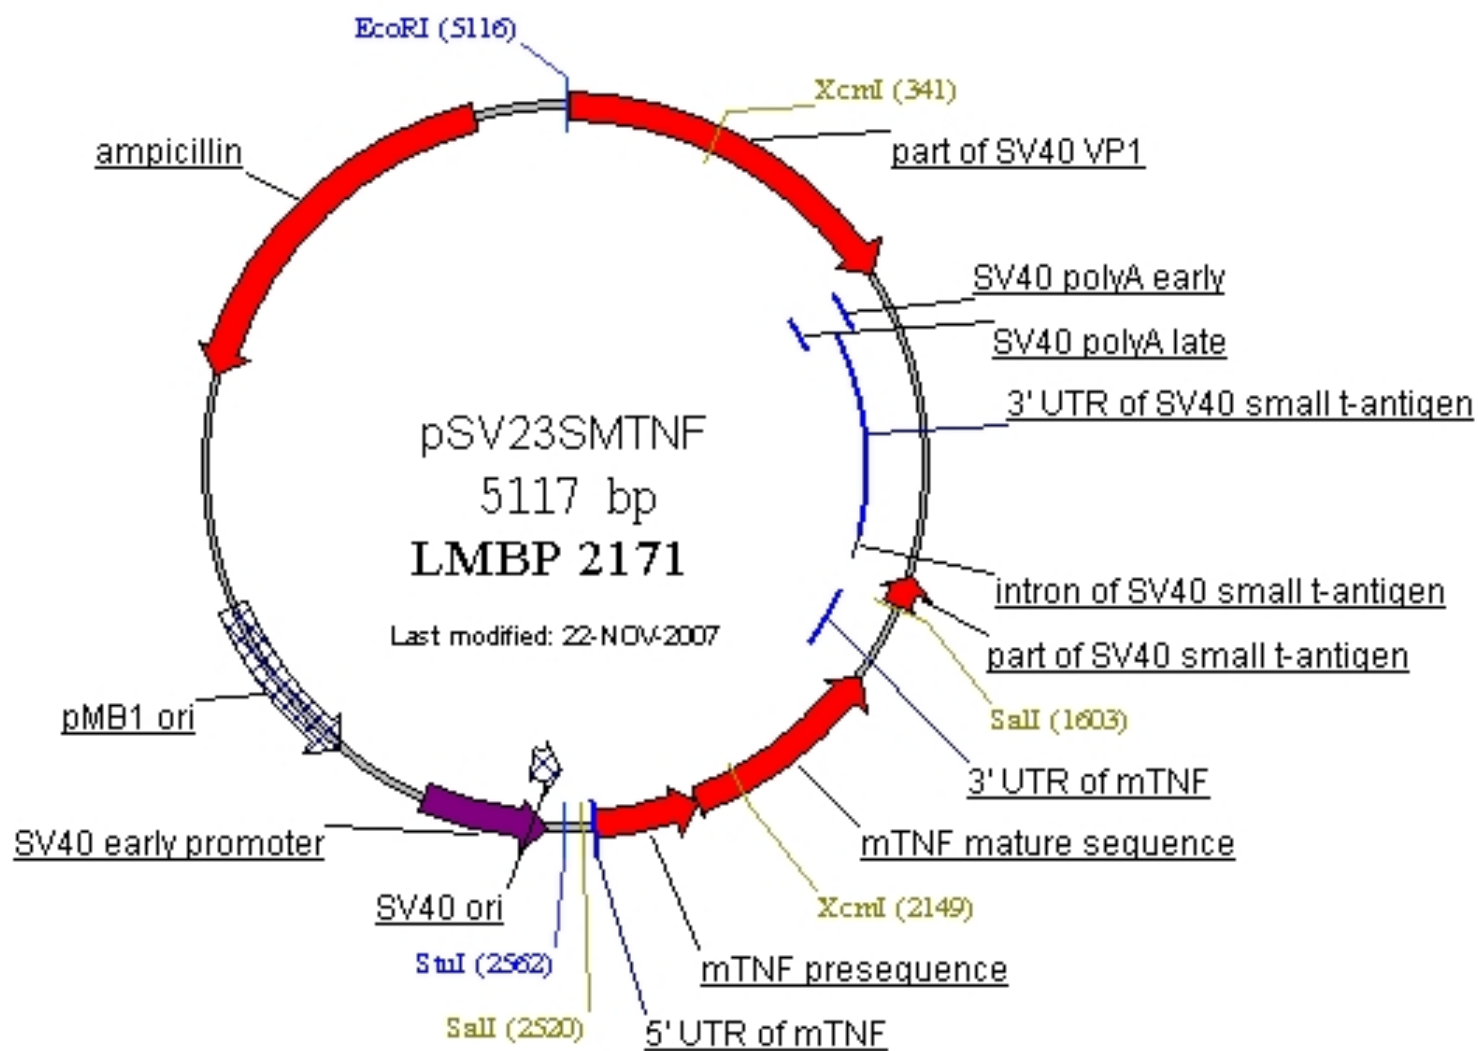 EcoRI (5116)
XcmI (341)
ampicillin
part of SV40 VP1
SV40 polyA early
SV40 polyA late
3' UTR of SV40 small t-antigen
pSV23SMTNF
5117 bp
LMBP 2171
Last modified: 22-NOV-2007
intron of SV40 small t-antigen
part of SV40 small t-antigen
pMB1 ori
SalI (1603)
3' UTR of mTNF
SV40 early promoter
mTNF mature sequence
SV40 ori
XcmI (2149)
StuI (2562)
mTNF presequence
SalI (2520)
5' UTR of mTNF